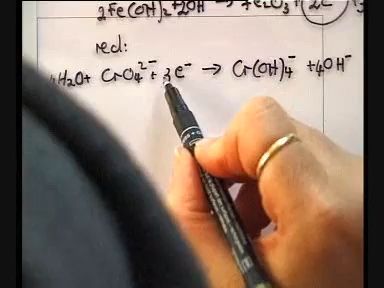 2Fe(OH)₂ + 2OH⁻ → Fe₂O₃ + 2e⁻
red:
4H₂O + CrO₄²⁻ + 3e⁻ → Cr(OH)₄⁻ + 4OH⁻